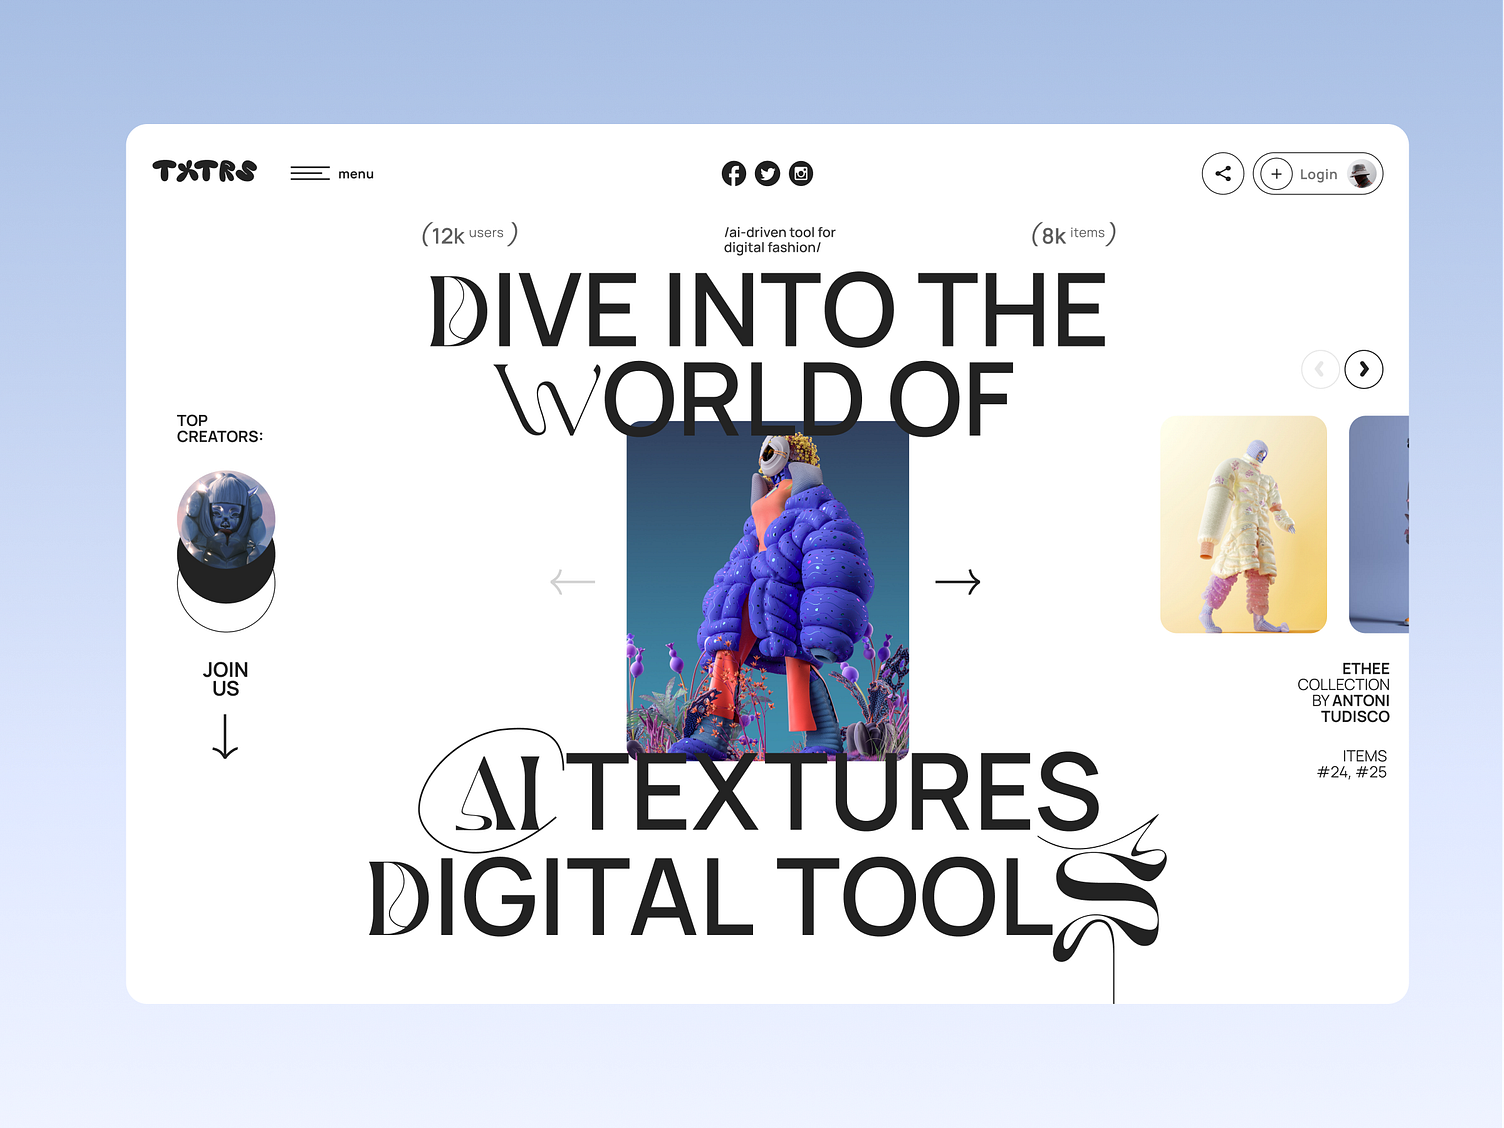 TXTRS
menu
Login
(12k users)
/ai-driven tool for
digital fashion/
(8k items)
DIVE INTO THE
WORLD OF
TOP
CREATORS:
JOIN
US
ETHEE
COLLECTION
BY ANTONI
TUDISCO
ITEMS
#24, #25
AI TEXTURES
DIGITAL TOOLS